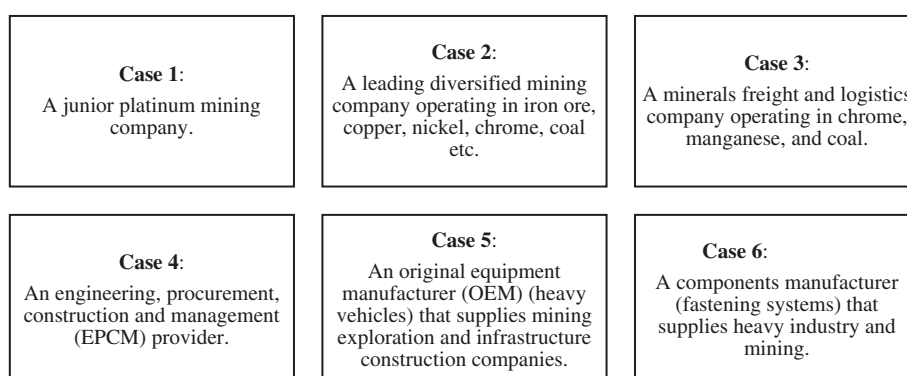 Case 1:
A junior platinum mining
company.
Case 2:
A leading diversified mining
company operating in iron ore,
copper, nickel, chrome, coal
etc.
Case 3:
A minerals freight and logistics
company operating in chrome,
manganese, and coal.
Case 4:
An engineering, procurement,
construction and management
(EPCM) provider.
Case 5:
An original equipment
manufacturer (OEM) (heavy
vehicles) that supplies mining
exploration and infrastructure
construction companies.
Case 6:
A components manufacturer
(fastening systems) that
supplies heavy industry and
mining.